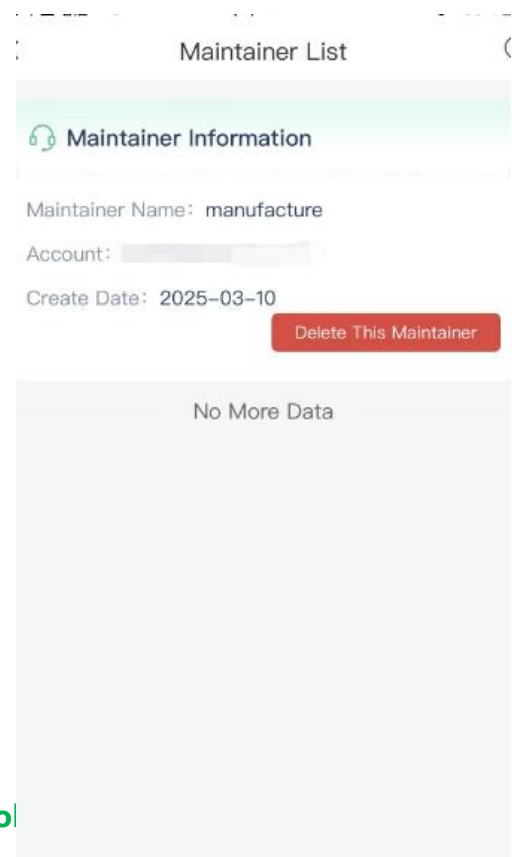 Maintainer List
Maintainer Information
Maintainer Name: manufacture
Account:
Create Date: 2025-03-10
Delete This Maintainer
No More Data